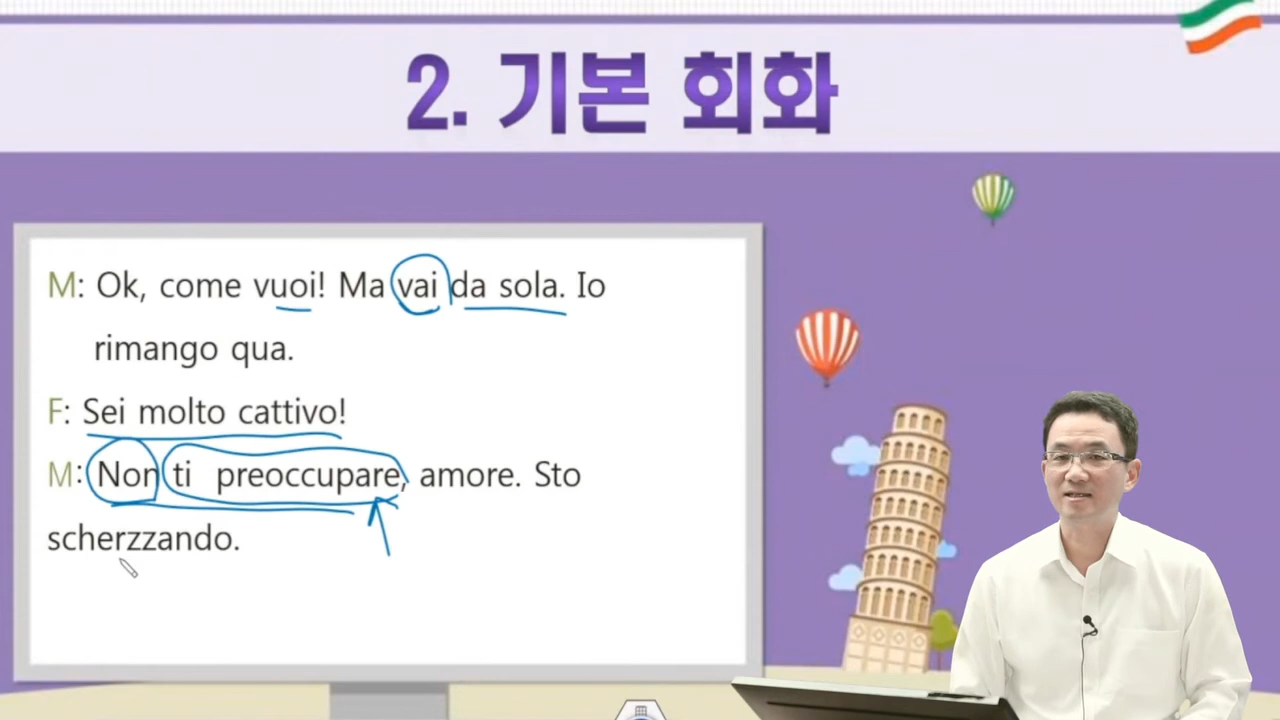 2. 기본 회화
M: Ok, come vuoi! Ma vai da sola. Io
rimango qua.
F: Sei molto cattivo!
M: Non ti preoccupare, amore. Sto
scherzzando.